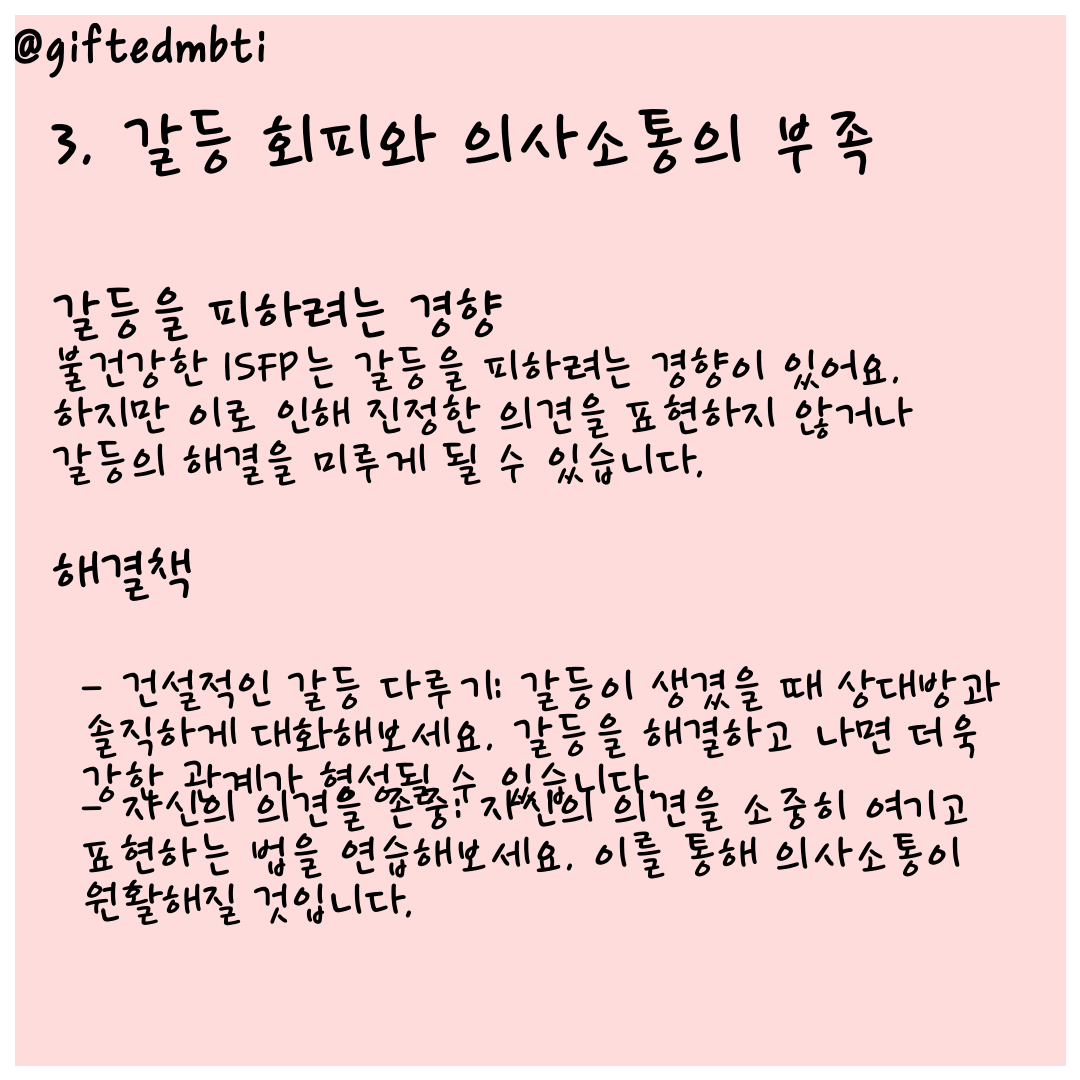 @giftedmbti
3. 갈등 회피와 의사소통의 부족
갈등을 피하려는 경향
불건강한 ISFP는 갈등을 피하려는 경향이 있어요.
하지만 이로 인해 진정한 의견을 표현하지 않거나
갈등의 해결을 미루게 될 수 있습니다.
해결책
- 건설적인 갈등 다루기: 갈등이 생겼을 때 상대방과
솔직하게 대화해보세요. 갈등을 해결하고 나면 더욱
강한 관계가 형성될 수 있습니다.
- 자신의 의견을 존중: 자신의 의견을 소중히 여기고
표현하는 법을 연습해보세요. 이를 통해 의사소통이
원활해질 것입니다.